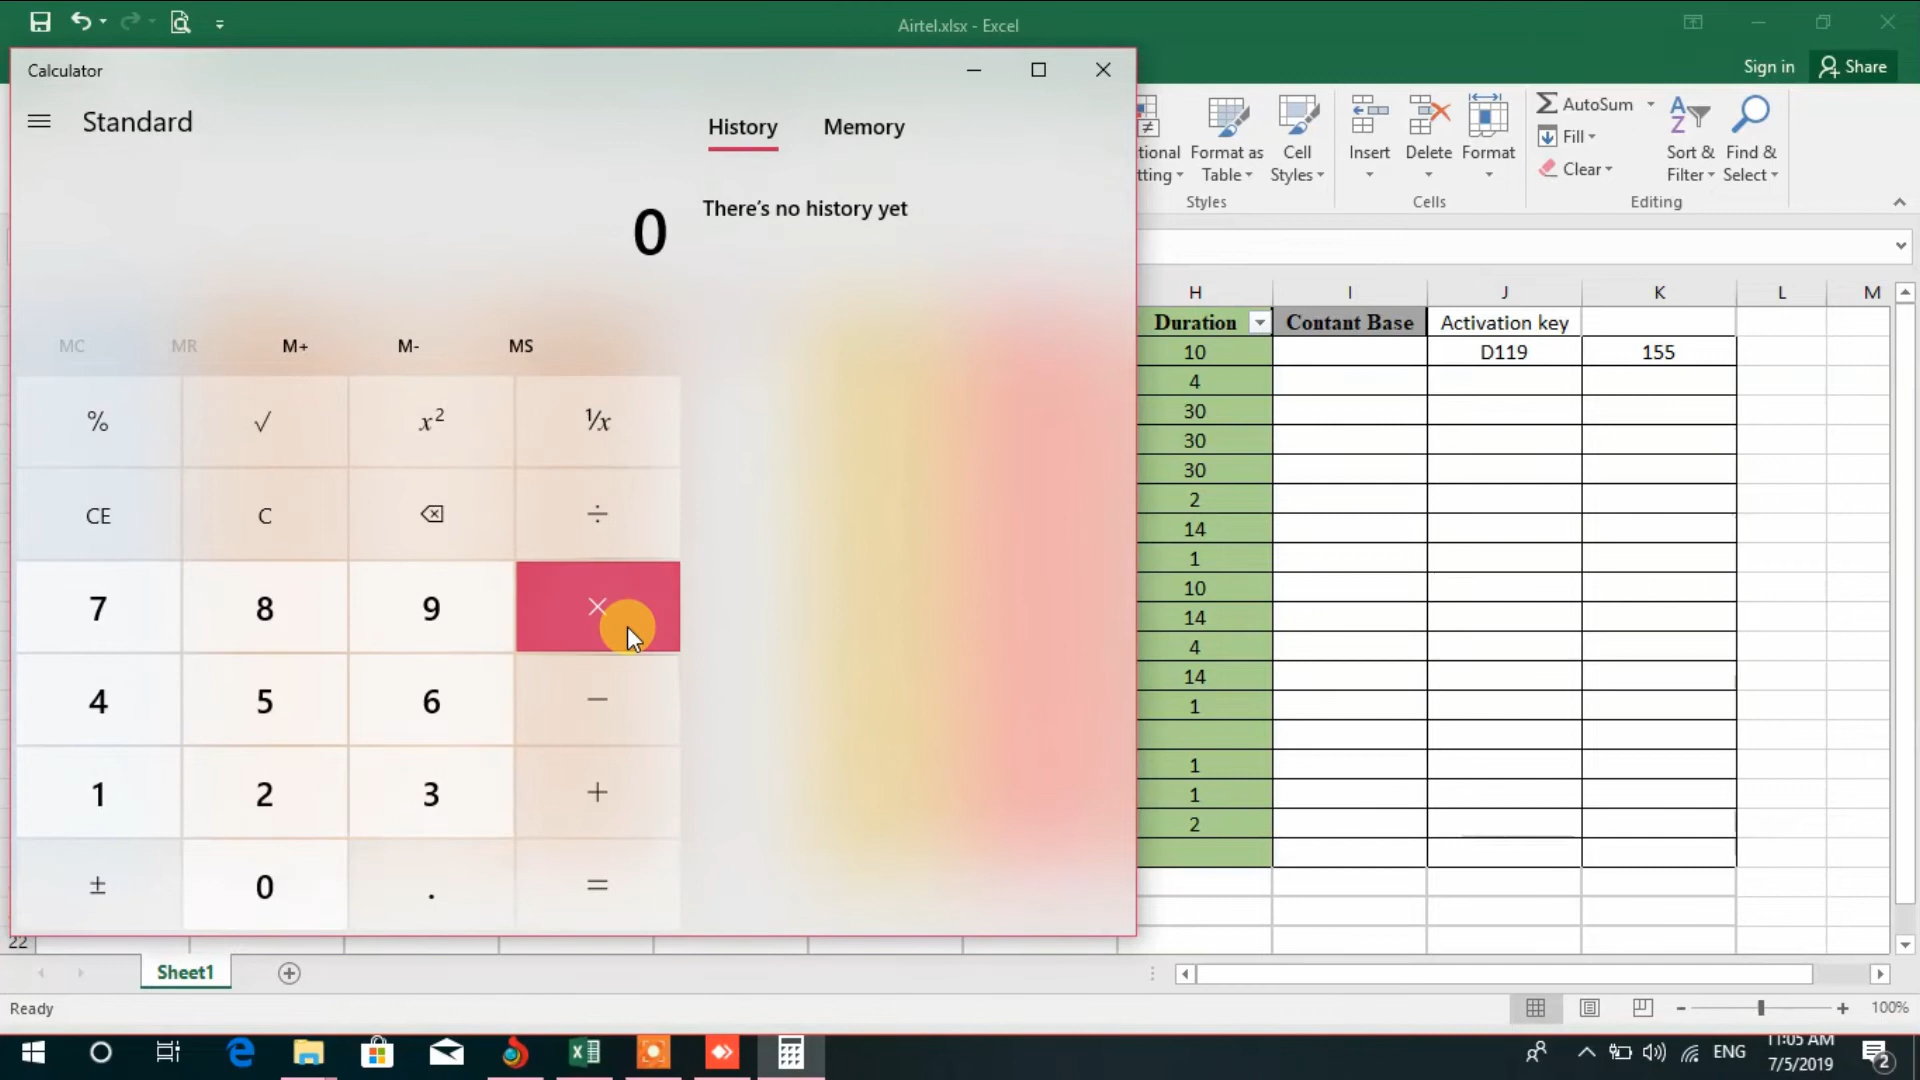 Airtel.xlsx - Excel
Sign in
Share
Calculator
Standard
History
Memory
0
There's no history yet
MC MR M+ M- MS
% √ x² ¹/x
CE C ÷
7 8 9 ×
4 5 6 −
1 2 3 +
± 0 . =
tional
tting
Format as
Table
Cell
Styles
Styles
Insert
Delete
Format
Cells
AutoSum
Fill
Clear
Sort &
Filter
Find &
Select
Editing
H I J K L M
Duration Contant Base Activation key
10 D119 155
4
30
30
30
2
14
1
10
14
4
14
1
1
1
2
22
Sheet1
Ready
100%
ENG
11:05 AM
7/5/2019
2